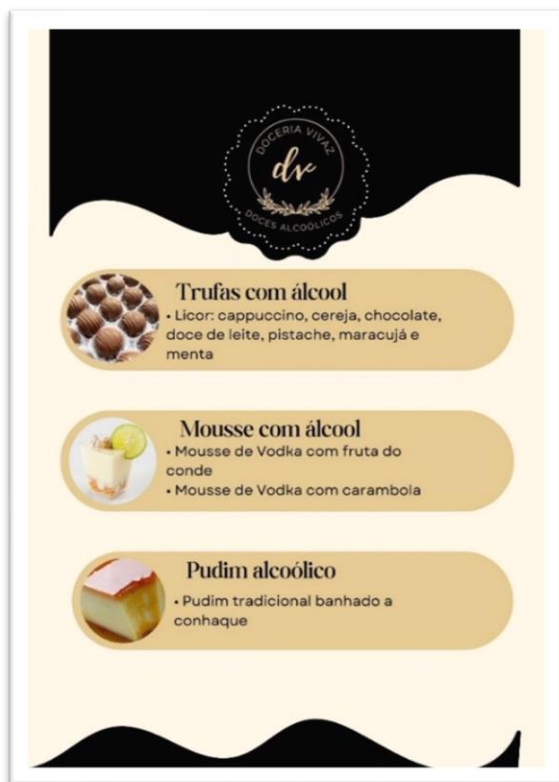 DOCERIA VIVAZ
dv
DOCES ALCOÓLICOS
Trufas com álcool
• Licor: cappuccino, cereja, chocolate,
doce de leite, pistache, maracujá e
menta
Mousse com álcool
• Mousse de Vodka com fruta do
conde
• Mousse de Vodka com carambola
Pudim alcoólico
• Pudim tradicional banhado a
conhaque